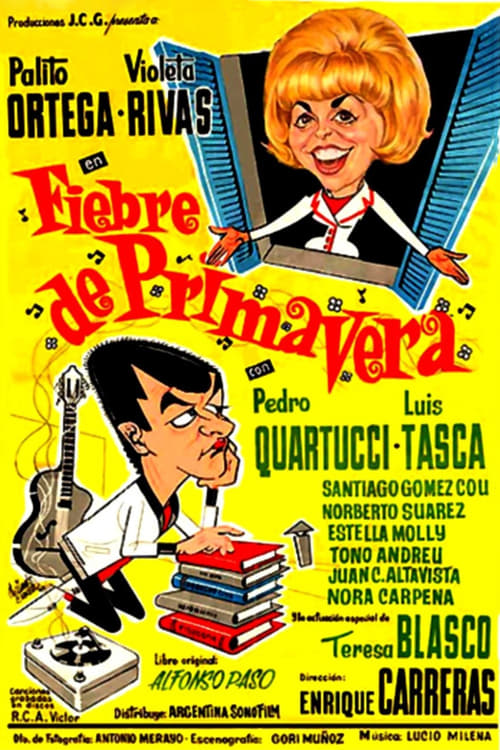 Producciones J.C.G. presenta a:
Palito Violeta
ORTEGA-RIVAS
en
Fiebre
de Primavera
con
Pedro Luis
QUARTUCCI-TASCA
SANTIAGO GOMEZ COU
NORBERTO SUAREZ
ESTELLA MOLLY
TONO ANDREU
JUAN C. ALTAVISTA
NORA CARPENA
y la actuación especial de
Teresa BLASCO
Libro original:
ALFONSO PASO
Dirección:
ENRIQUE CARRERAS
Canciones
grabadas
en discos
R.C.A. Victor
Distribuye: ARGENTINA SONOFILM
Dto. de Fotografía: ANTONIO MERAYO- Escenografía: GORI MUÑOZ Música: LUCIO MILENA